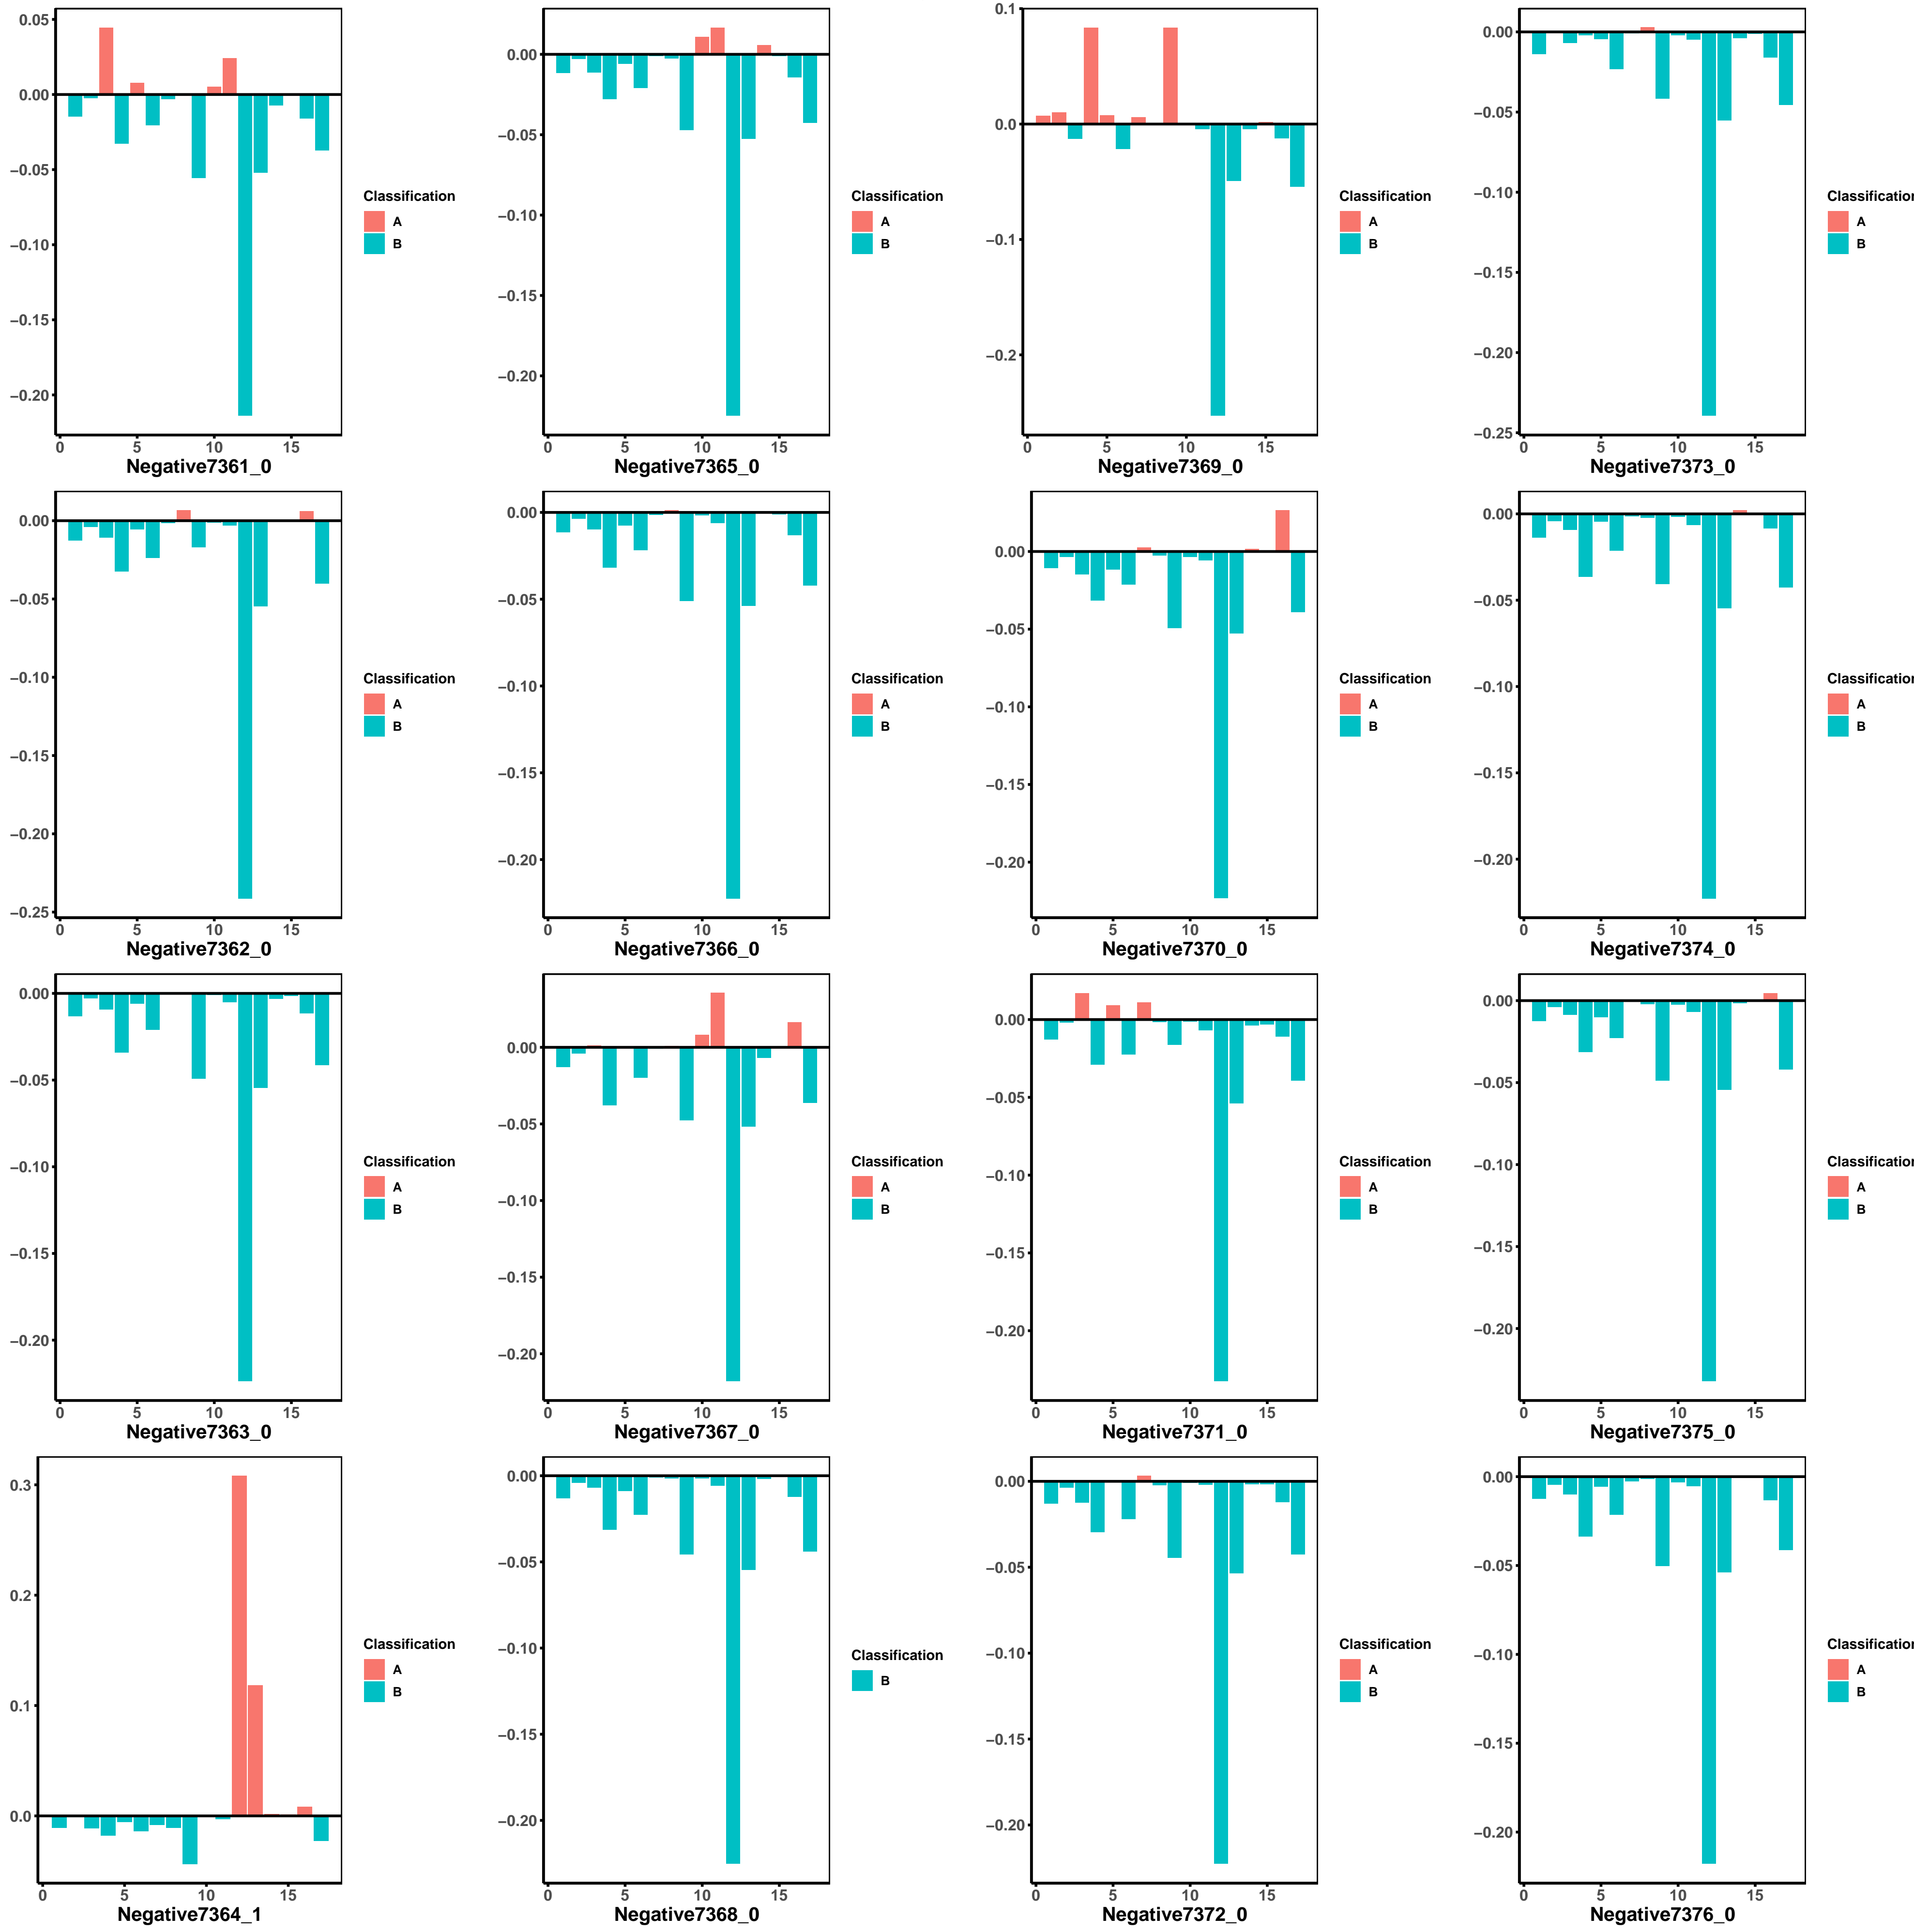 0.05
0.00
−0.05
−0.10
−0.15
−0.20
0 5 10 15
Negative7361_0
Classification
A
B
0.00
−0.05
−0.10
−0.15
−0.20
0 5 10 15
Negative7365_0
Classification
A
B
0.1
0.0
−0.1
−0.2
0 5 10 15
Negative7369_0
Classification
A
B
0.00
−0.05
−0.10
−0.15
−0.20
−0.25
0 5 10 15
Negative7373_0
Classification
A
B
0.00
−0.05
−0.10
−0.15
−0.20
−0.25
0 5 10 15
Negative7362_0
Classification
A
B
0.00
−0.05
−0.10
−0.15
−0.20
0 5 10 15
Negative7366_0
Classification
A
B
0.00
−0.05
−0.10
−0.15
−0.20
0 5 10 15
Negative7370_0
Classification
A
B
0.00
−0.05
−0.10
−0.15
−0.20
0 5 10 15
Negative7374_0
Classification
A
B
0.00
−0.05
−0.10
−0.15
−0.20
0 5 10 15
Negative7363_0
Classification
A
B
0.00
−0.05
−0.10
−0.15
−0.20
0 5 10 15
Negative7367_0
Classification
A
B
0.00
−0.05
−0.10
−0.15
−0.20
0 5 10 15
Negative7371_0
Classification
A
B
0.00
−0.05
−0.10
−0.15
−0.20
0 5 10 15
Negative7375_0
Classification
A
B
0.3
0.2
0.1
0.0
0 5 10 15
Negative7364_1
Classification
A
B
0.00
−0.05
−0.10
−0.15
−0.20
0 5 10 15
Negative7368_0
Classification
B
0.00
−0.05
−0.10
−0.15
−0.20
0 5 10 15
Negative7372_0
Classification
A
B
0.00
−0.05
−0.10
−0.15
−0.20
0 5 10 15
Negative7376_0
Classification
A
B